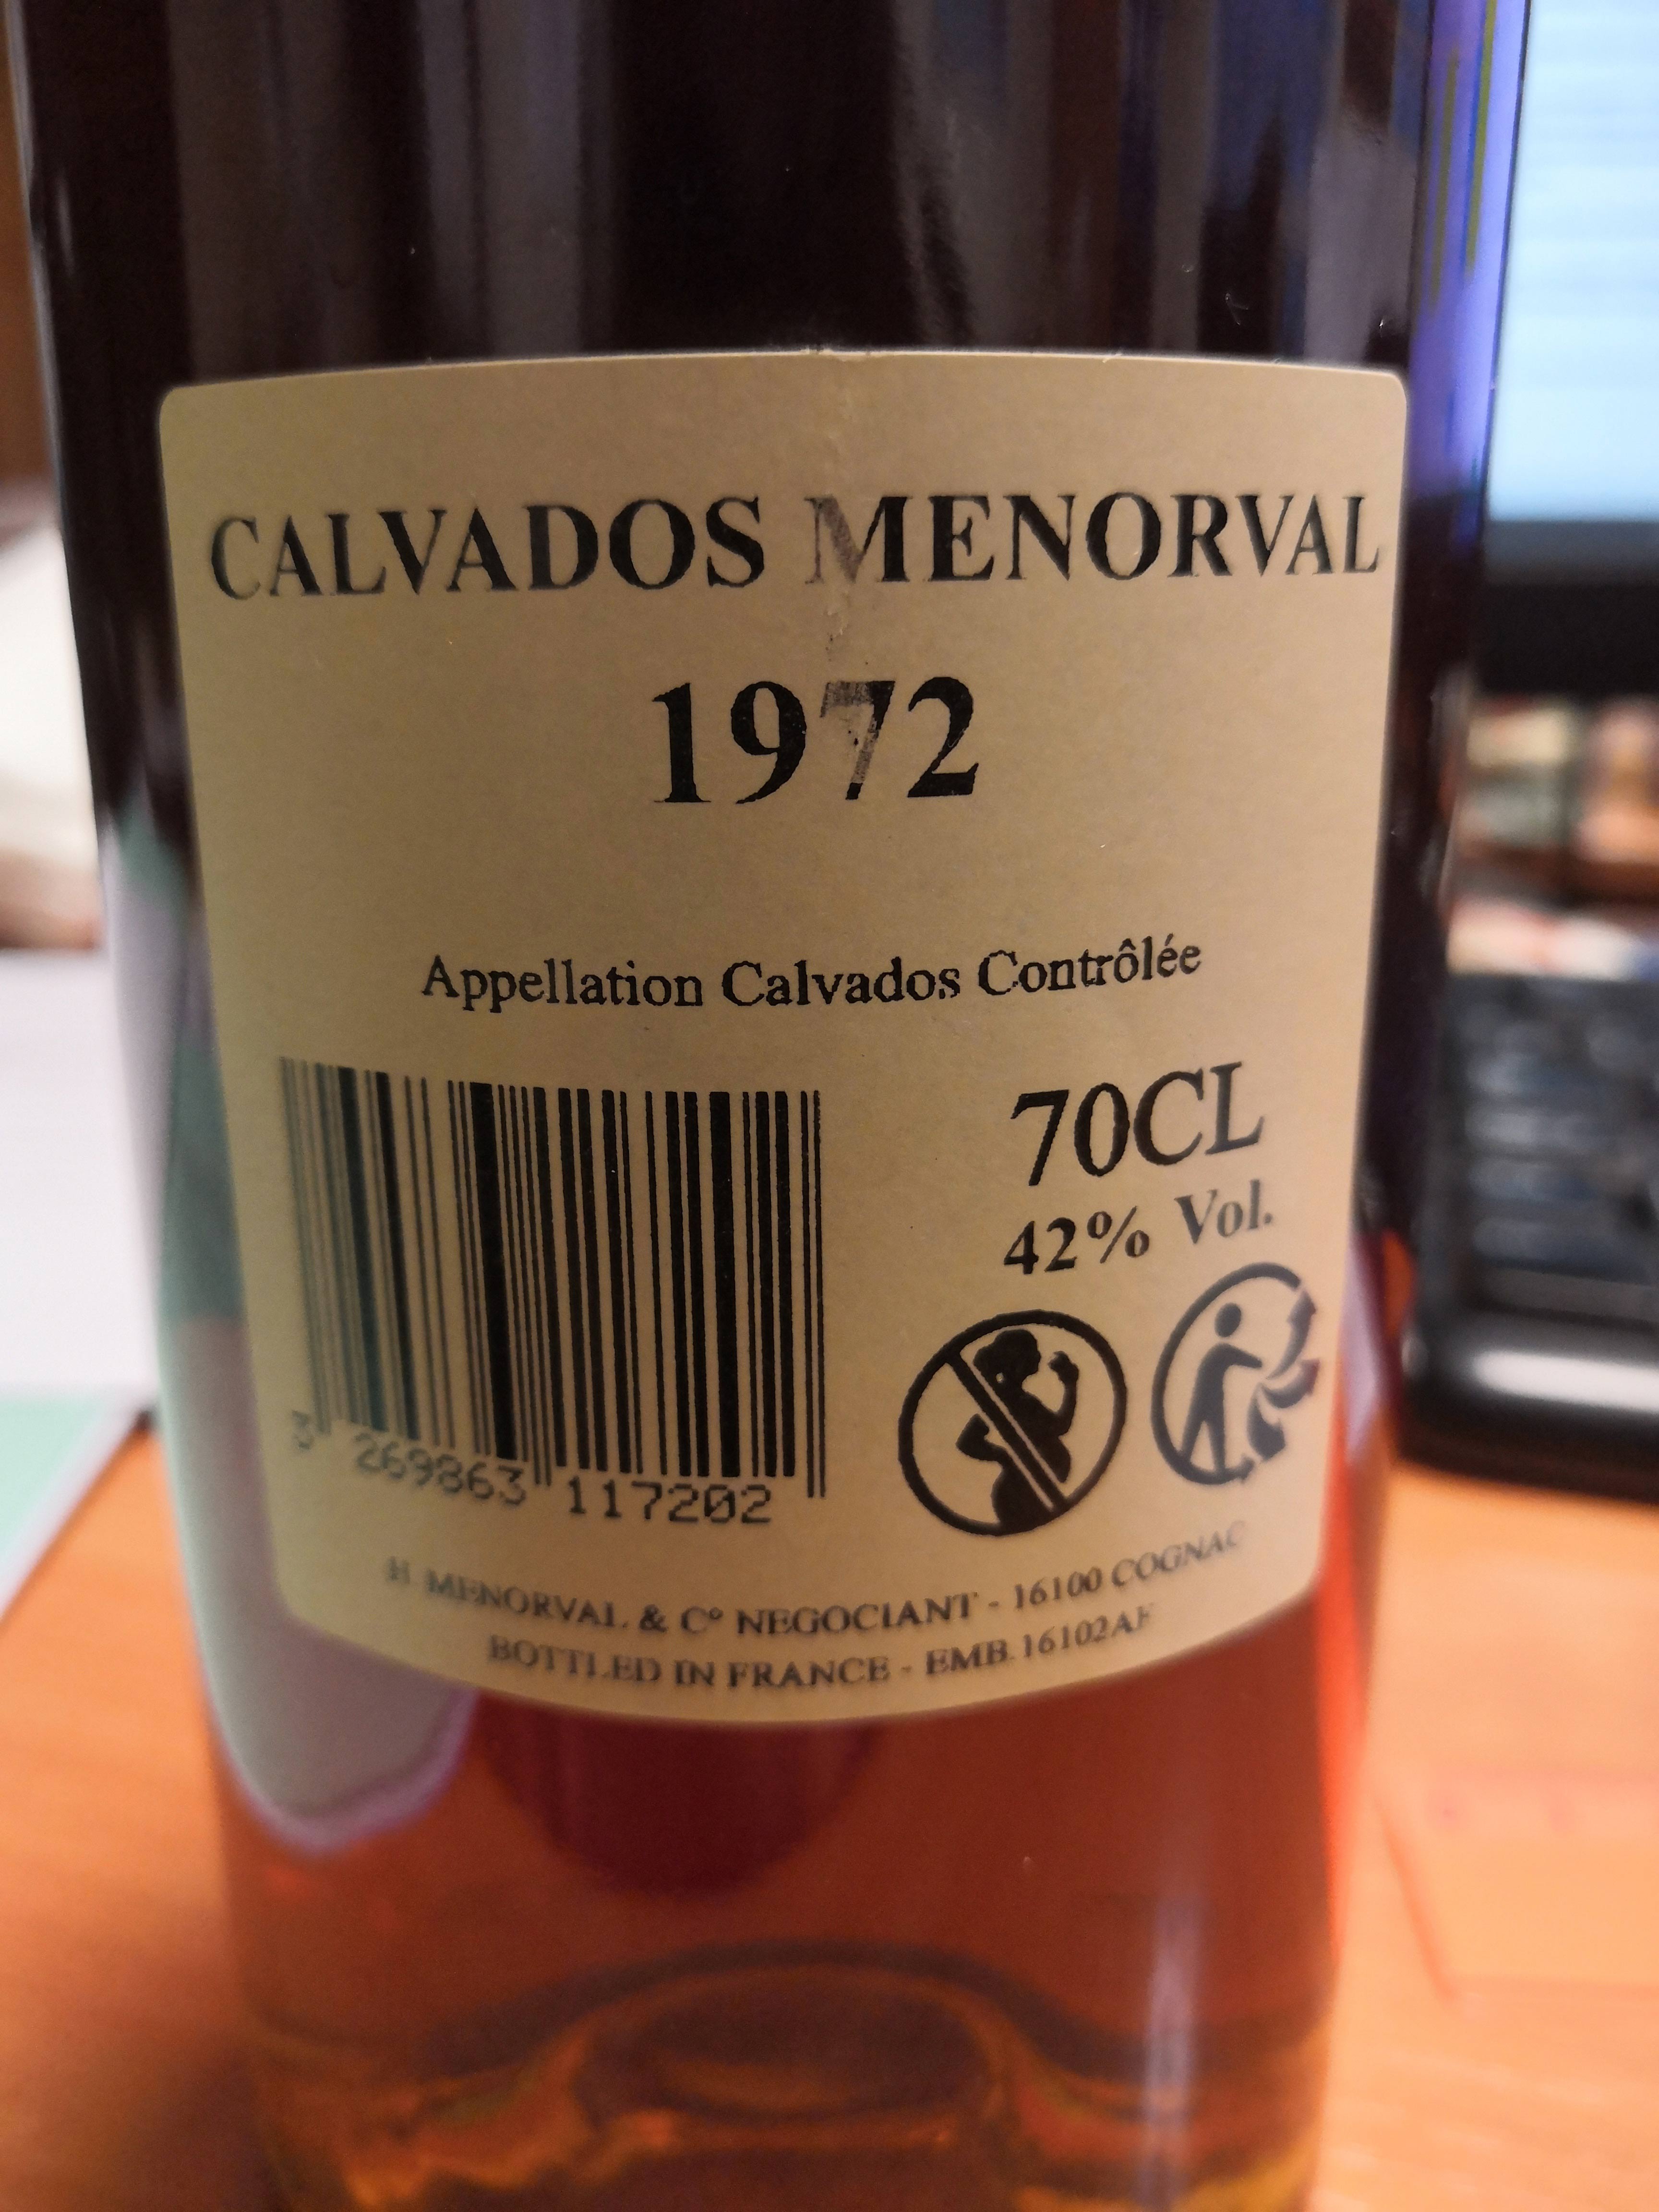 CALVADOS MENORVAL
1972
Appellation Calvados Contrôlée
70CL
42% Vol.
3 269863 117202
H MENORVAL & C° NEGOCIANT - 16100 COGNAC
BOTTLED IN FRANCE - EMB. 16102AF